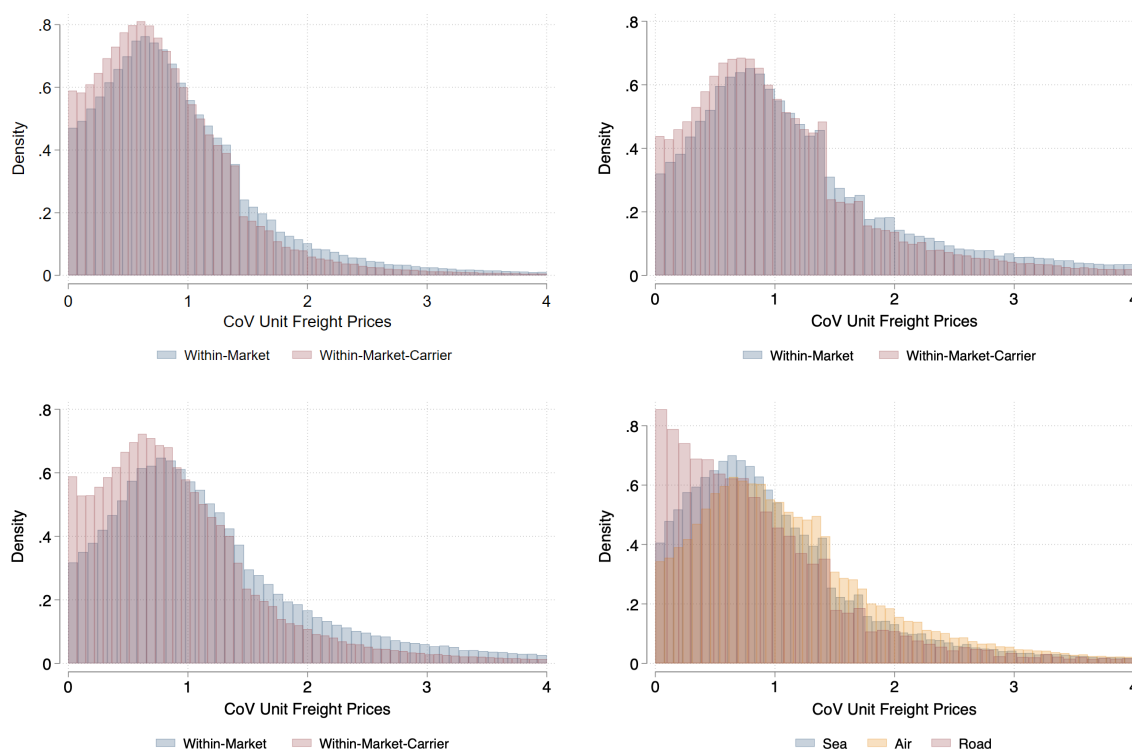 .8
.6
.4
.2
0
Density
0 1 2 3 4
CoV Unit Freight Prices
Within-Market Within-Market-Carrier
.8
.6
.4
.2
0
Density
0 1 2 3 4
CoV Unit Freight Prices
Within-Market Within-Market-Carrier
.8
.6
.4
.2
0
Density
0 1 2 3 4
CoV Unit Freight Prices
Within-Market Within-Market-Carrier
.8
.6
.4
.2
0
Density
0 1 2 3 4
CoV Unit Freight Prices
Sea Air Road